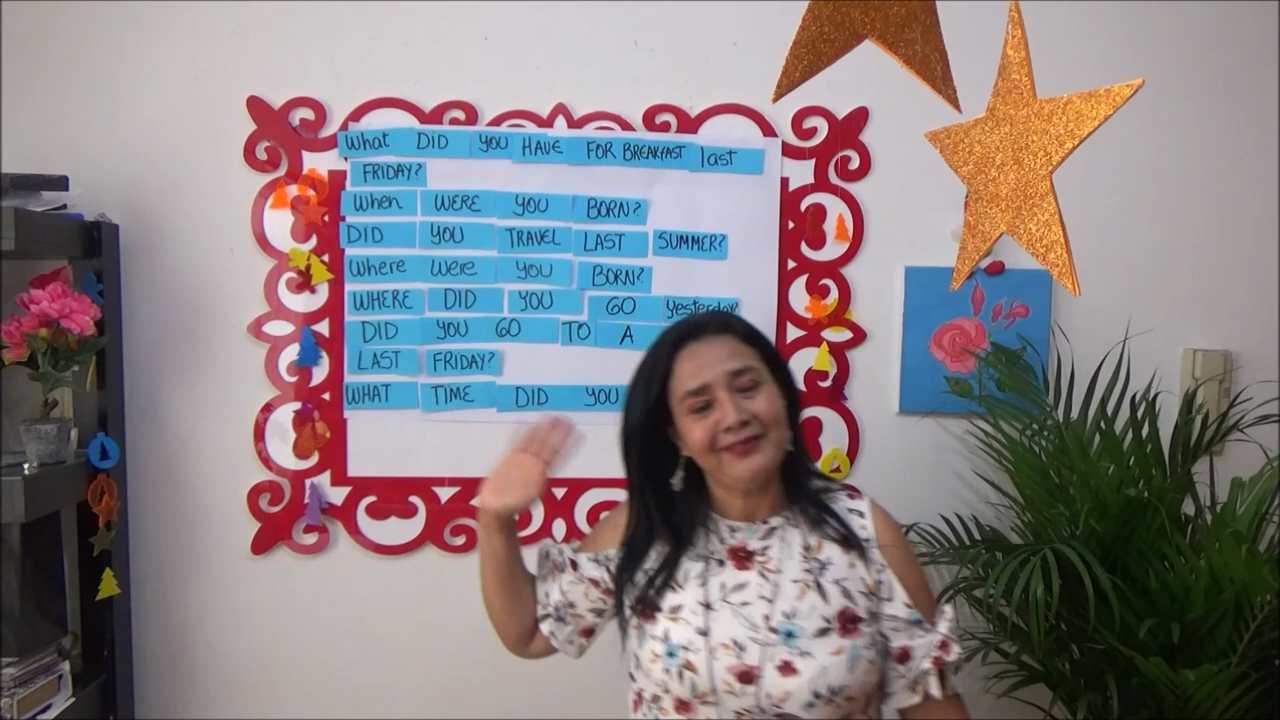 What DID YOU HAVE FOR BREAKFAST last
FRIDAY?
When WERE YOU BORN?
DID YOU TRAVEL LAST SUMMER?
Where were YOU BORN?
WHERE DID YOU GO yesterday?
DID YOU GO TO A
LAST FRIDAY?
WHAT TIME DID YOU